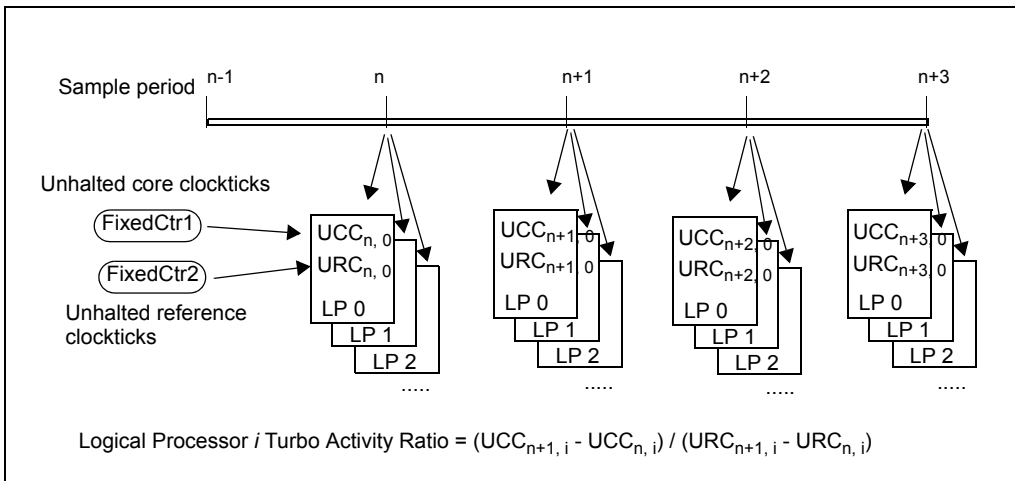 Sample period
n-1 n n+1 n+2 n+3
Unhalted core clockticks
FixedCtr1
FixedCtr2
Unhalted reference
clockticks
UCCn, 0
URCn, 0
LP 0
LP 1
LP 2
.....
UCCn+1, 0
URCn+1, 0
LP 0
LP 1
LP 2
.....
UCCn+2, 0
URCn+2, 0
LP 0
LP 1
LP 2
.....
UCCn+3, 0
URCn+3, 0
LP 0
LP 1
LP 2
.....
Logical Processor i Turbo Activity Ratio = (UCCn+1, i - UCCn, i) / (URCn+1, i - URCn, i)